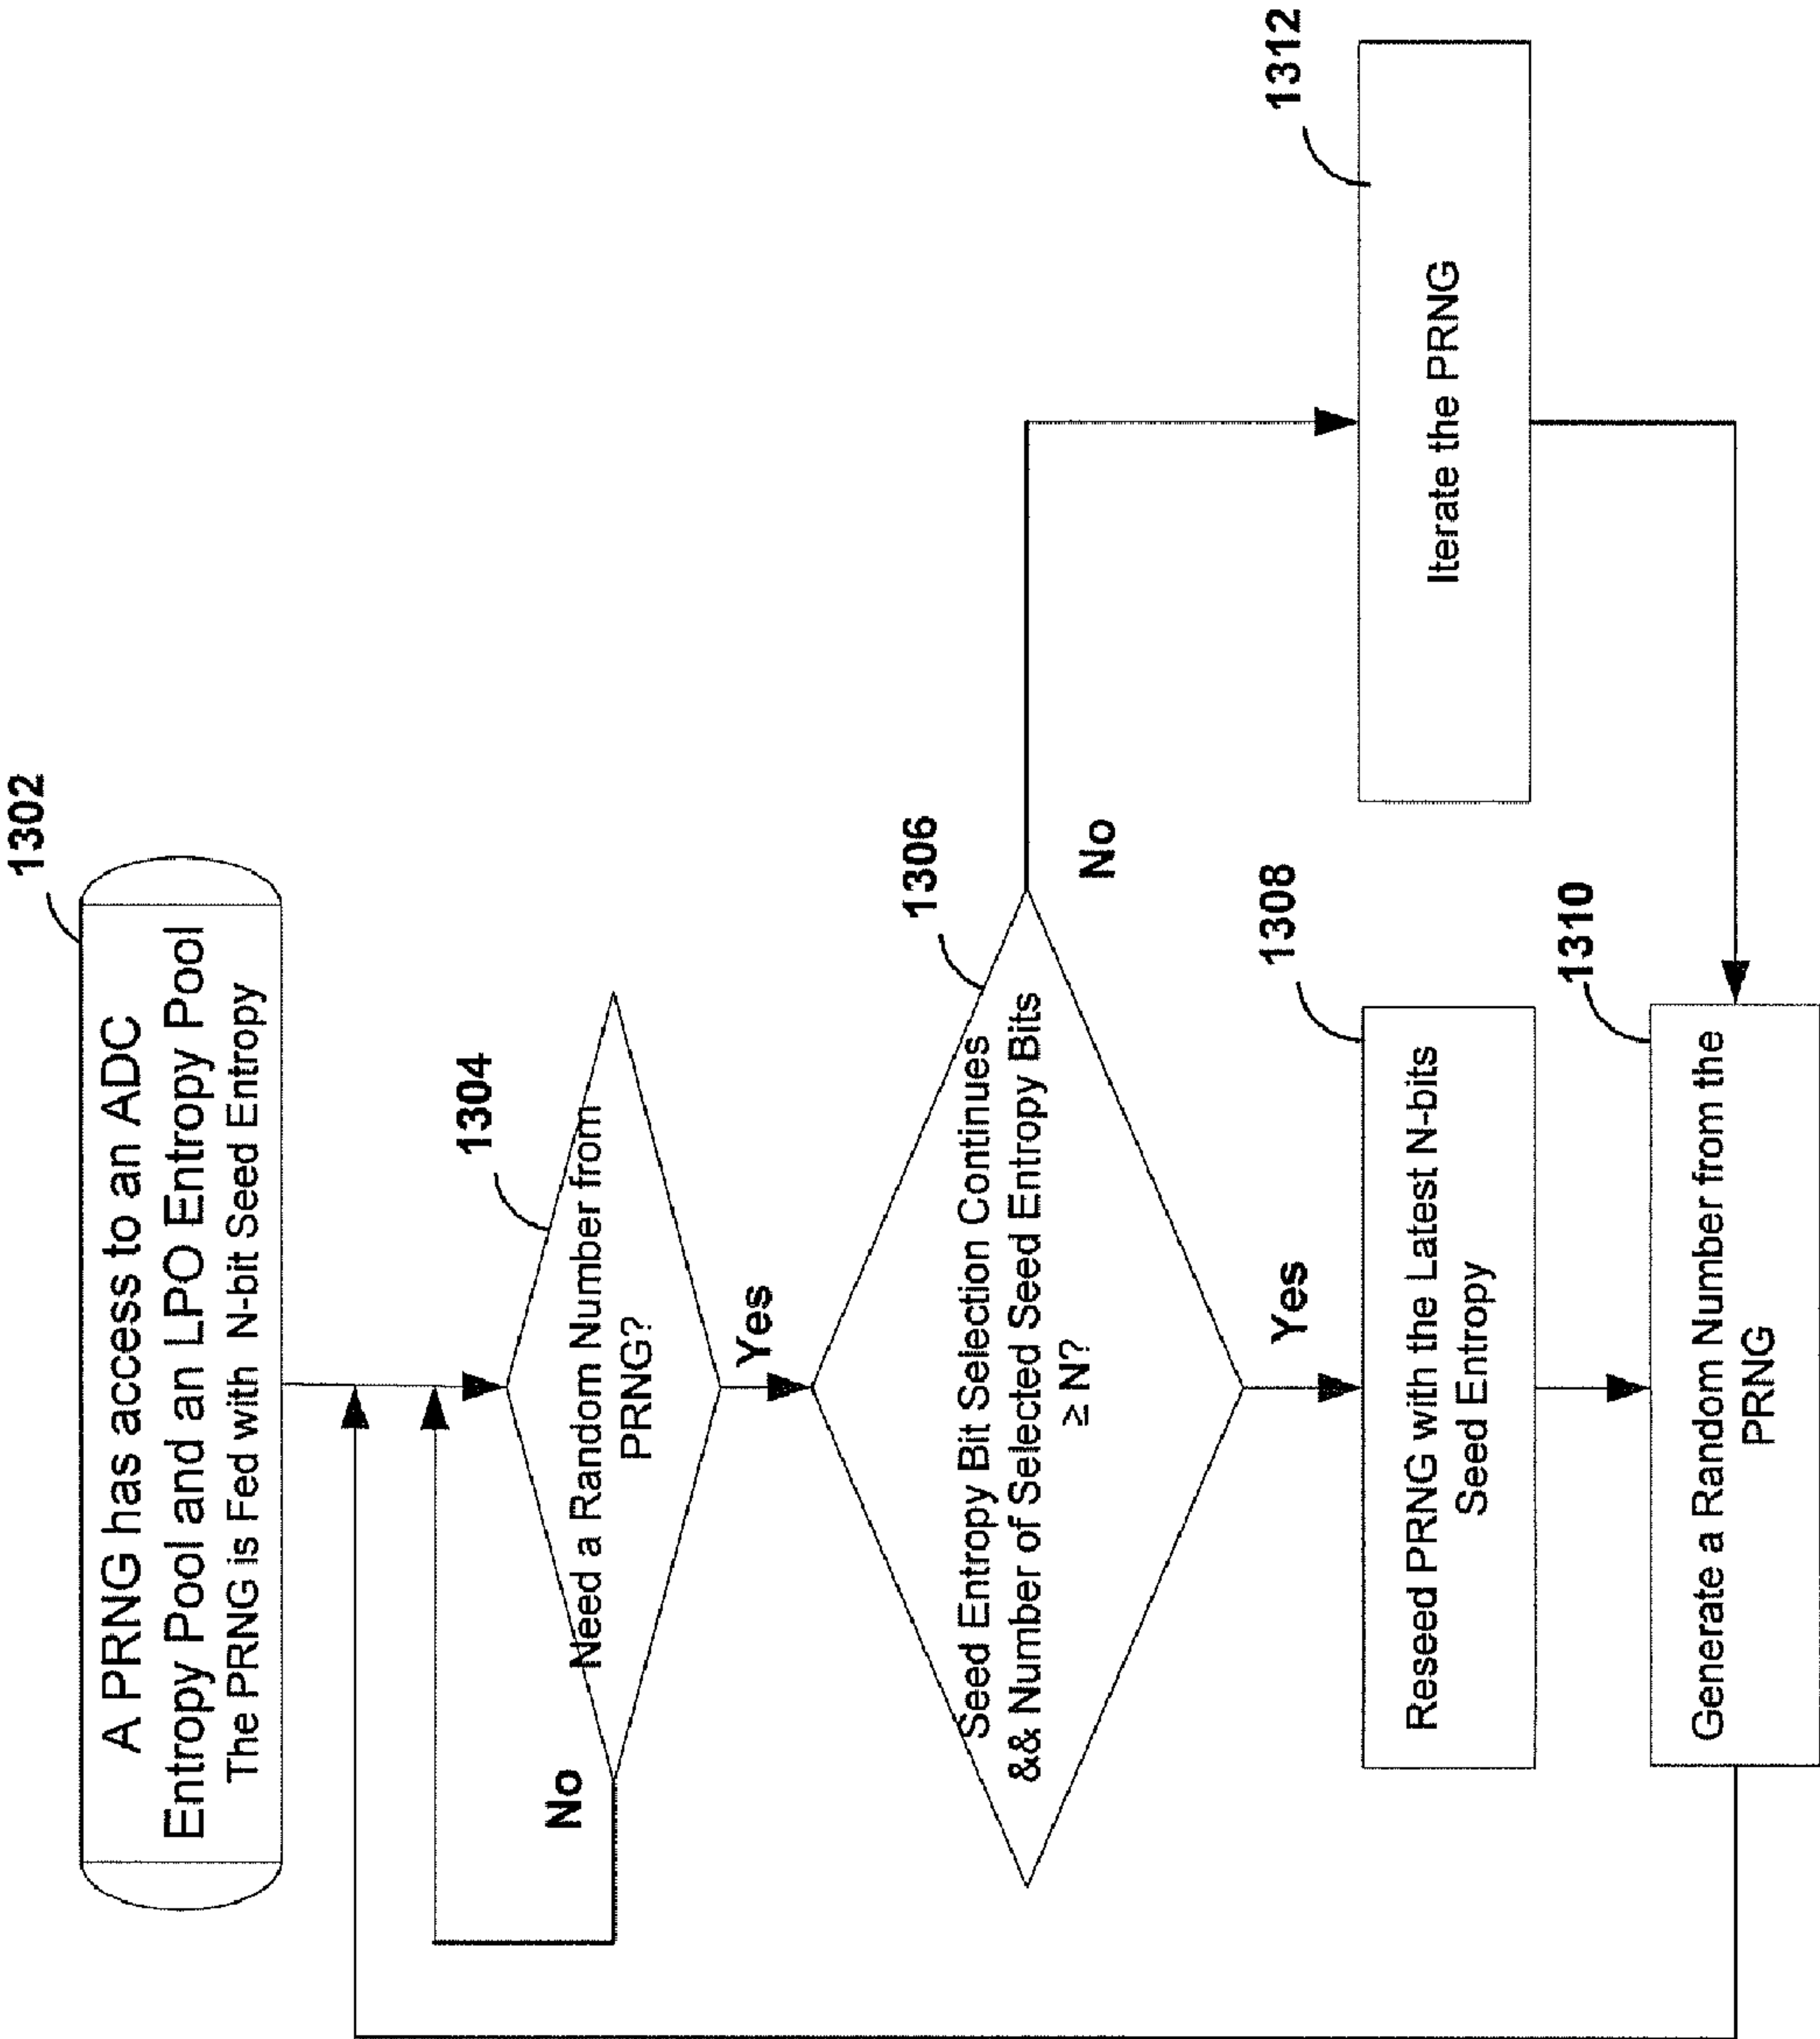 1302
A PRNG has access to an ADC
Entropy Pool and an LPO Entropy Pool
The PRNG is Fed with N-bit Seed Entropy
1304
Need a Random Number from
PRNG?
No
Yes
1306
Seed Entropy Bit Selection Continues
&& Number of Selected Seed Entropy Bits
≥ N?
No
Yes
1308
Reseed PRNG with the Latest N-bits
Seed Entropy
1312
Iterate the PRNG
1310
Generate a Random Number from the
PRNG